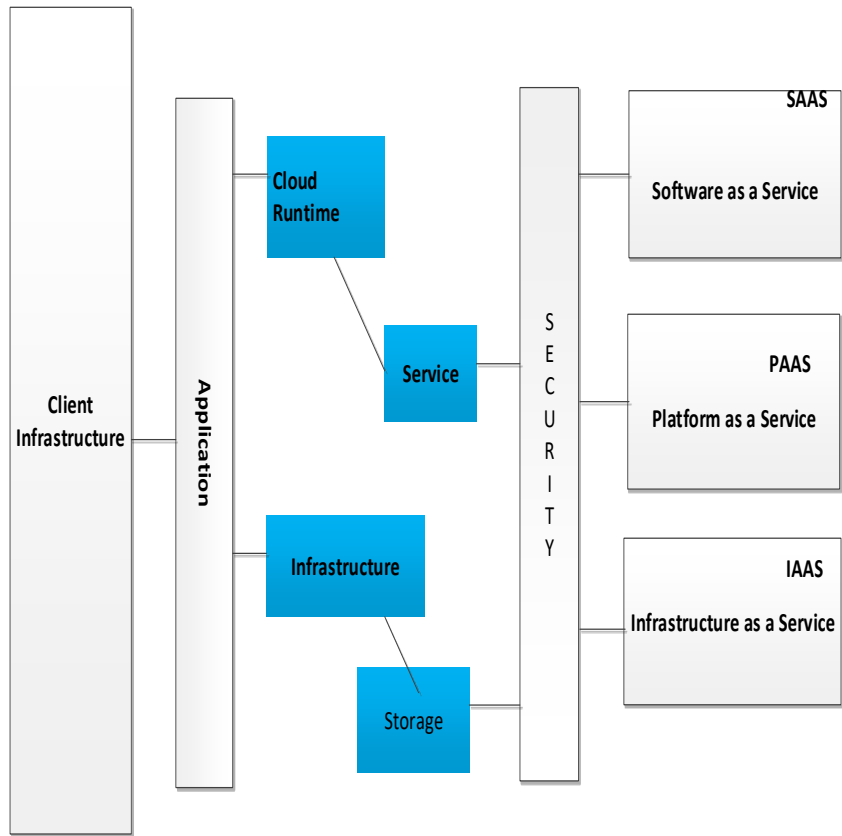 Client
Infrastructure
Application
Cloud
Runtime
Service
Infrastructure
Storage
S
E
C
U
R
I
T
Y
SAAS
Software as a Service
PAAS
Platform as a Service
IAAS
Infrastructure as a Service